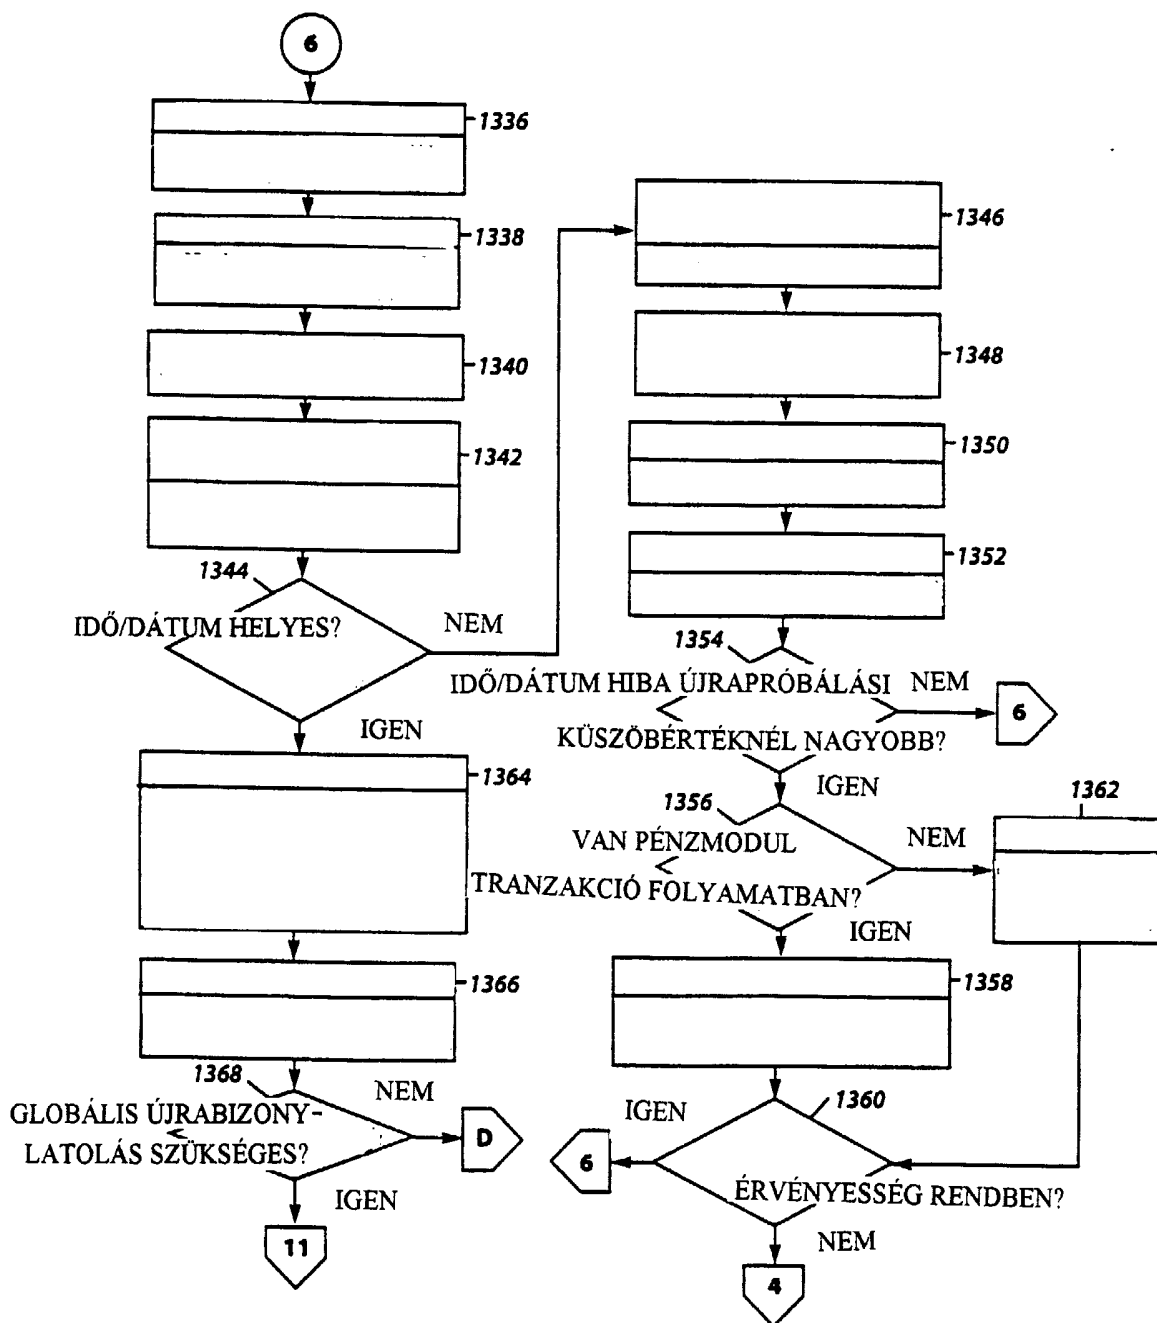 6
1336
1338
1340
1342
1344
IDŐ/DÁTUM HELYES?
NEM
IGEN
1346
1348
1350
1352
1354
IDŐ/DÁTUM HIBA ÚJRAPRÓBÁLÁSI
KÜSZÖBÉRTÉKNÉL NAGYOBB?
NEM
6
IGEN
1356
VAN PÉNZMODUL
TRANZAKCIÓ FOLYAMATBAN?
NEM
1362
IGEN
1358
1360
IGEN
6
ÉRVÉNYESSÉG RENDBEN?
NEM
4
1364
1366
1368
GLOBÁLIS ÚJRABIZONY-
LATOLÁS SZÜKSÉGES?
NEM
D
IGEN
11